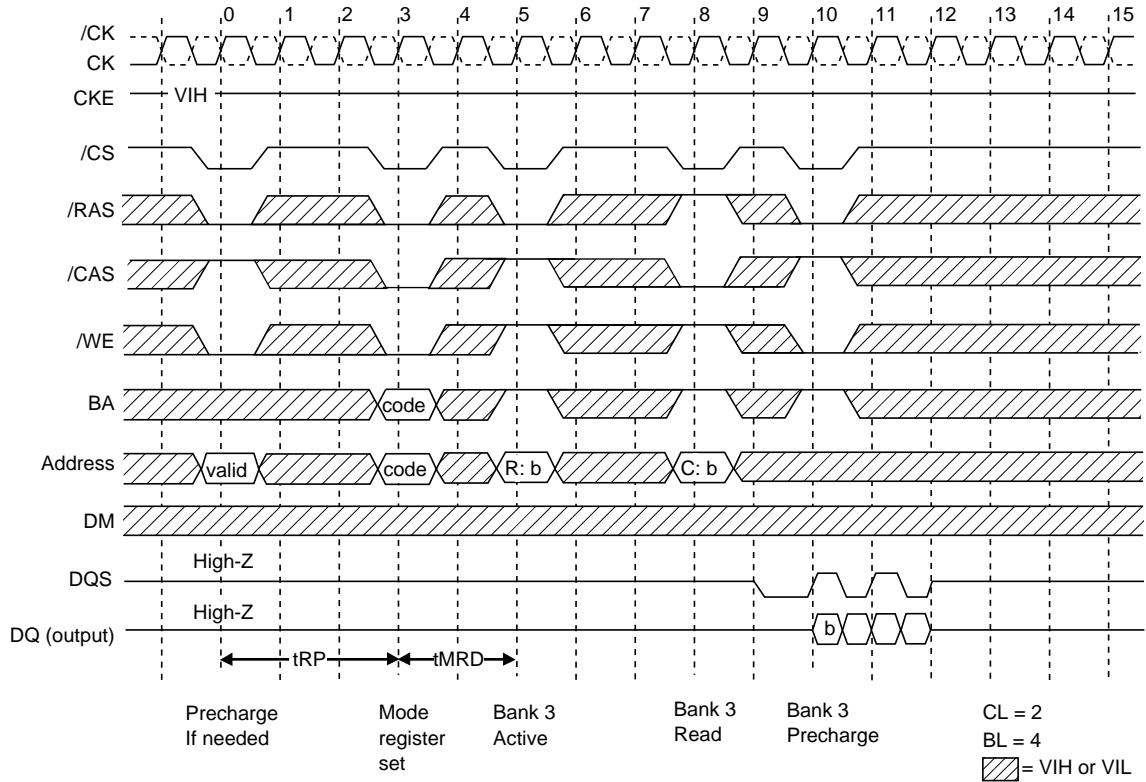 0 1 2 3 4 5 6 7 8 9 10 11 12 13 14 15
/CK
CK
CKE VIH
/CS
/RAS
/CAS
/WE
BA code
Address valid code R: b C: b
DM
High-Z
DQS
High-Z
DQ (output) b
tRP tMRD
Precharge
If needed
Mode
register
set
Bank 3
Active
Bank 3
Read
Bank 3
Precharge
CL = 2
BL = 4
= VIH or VIL